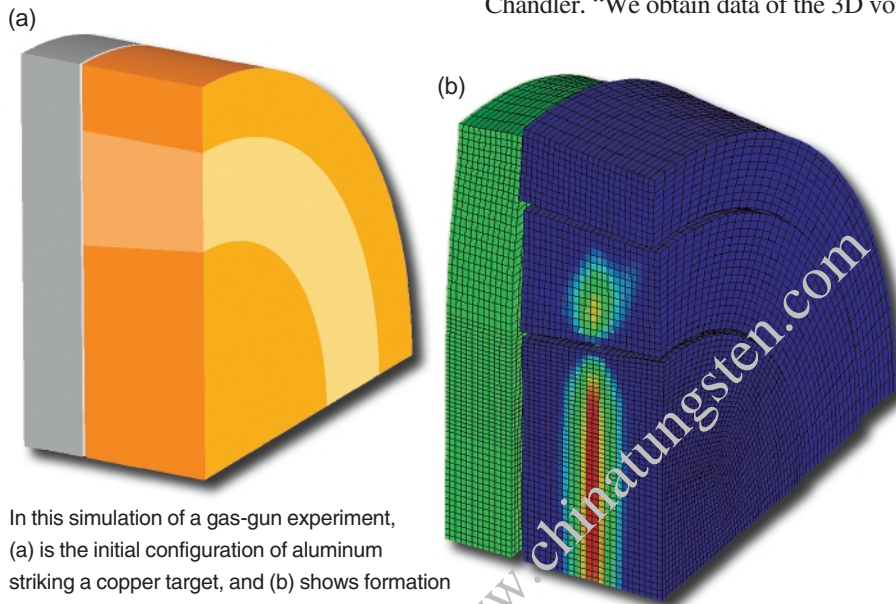 (a)
Chandler. “We obtain data of the 3D vo
(b)
In this simulation of a gas-gun experiment,
(a) is the initial configuration of aluminum
striking a copper target, and (b) shows formation
www.chinatungsten.com